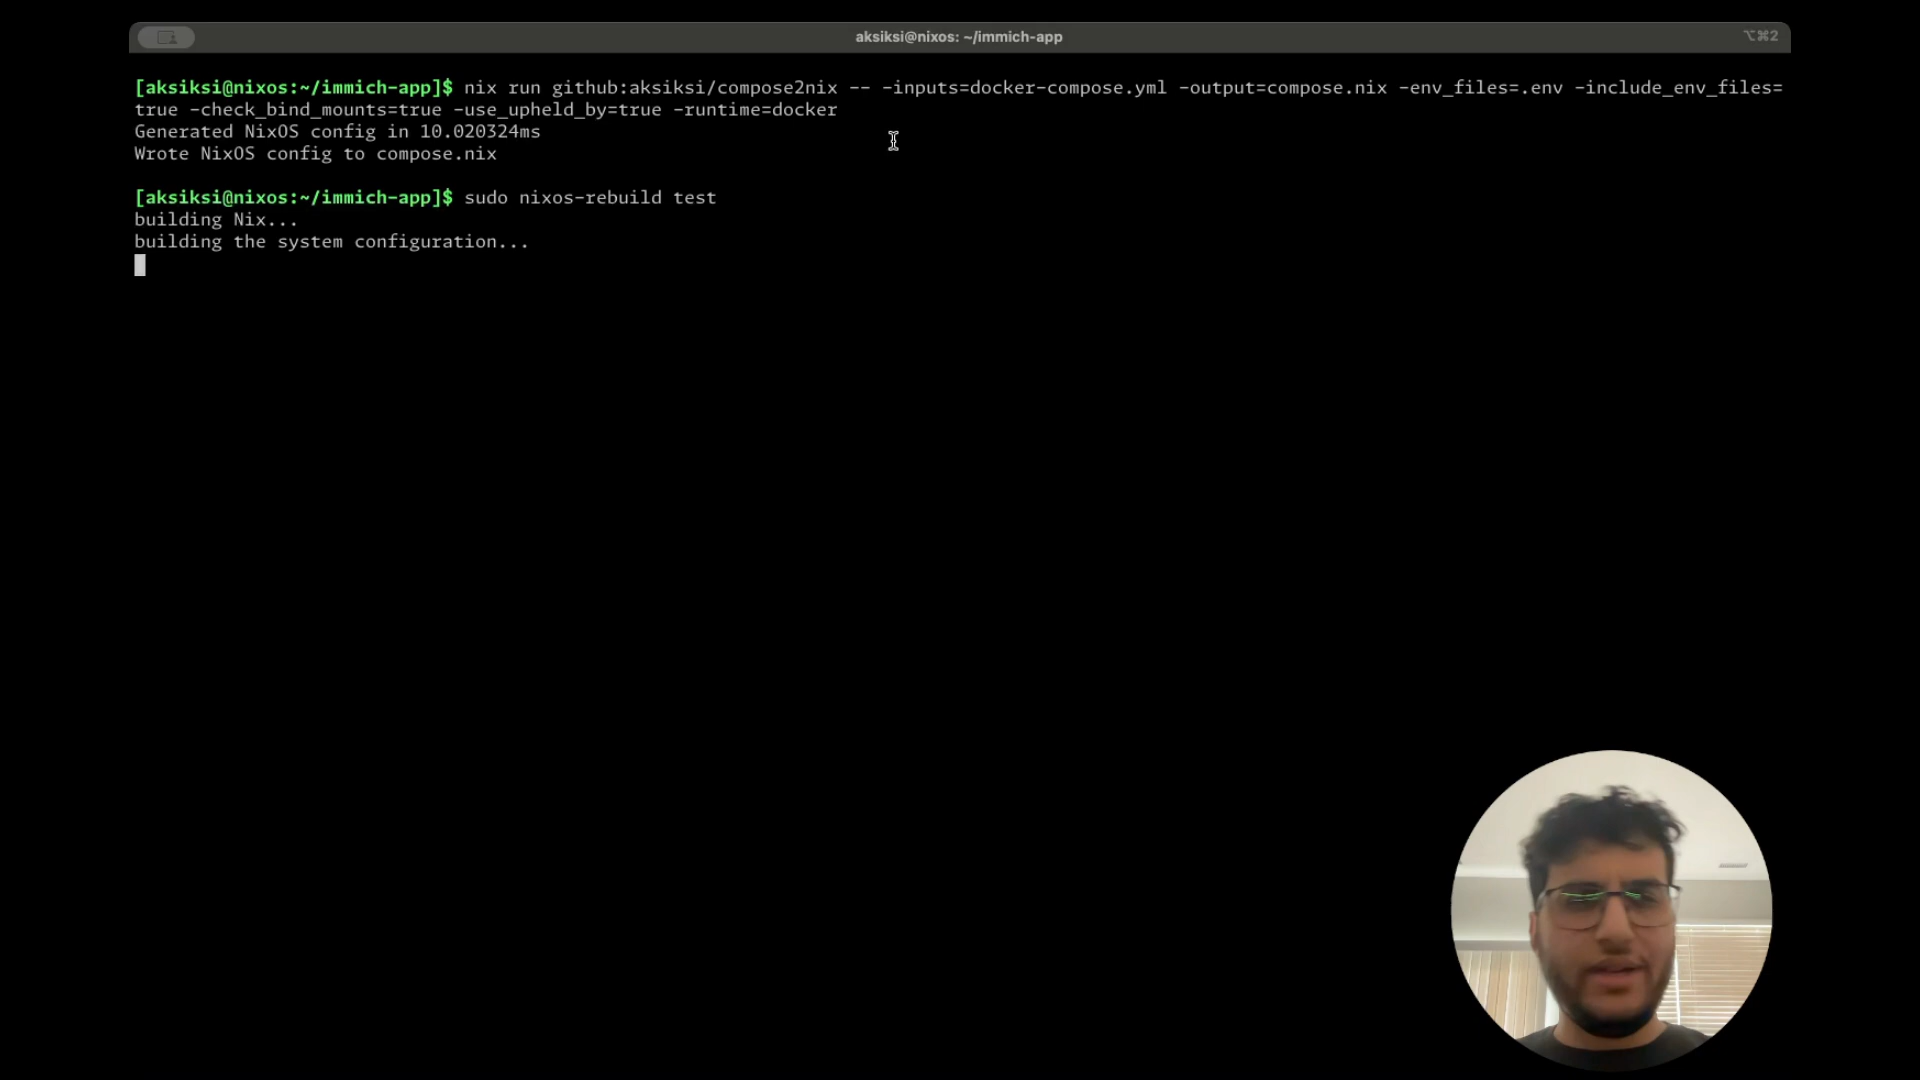 aksiksi@nixos: ~/immich-app
⌥⌘2
[aksiksi@nixos:~/immich-app]$ nix run github:aksiksi/compose2nix -- -inputs=docker-compose.yml -output=compose.nix -env_files=.env -include_env_files=
true -check_bind_mounts=true -use_upheld_by=true -runtime=docker
Generated NixOS config in 10.020324ms
Wrote NixOS config to compose.nix
[aksiksi@nixos:~/immich-app]$ sudo nixos-rebuild test
building Nix...
building the system configuration...